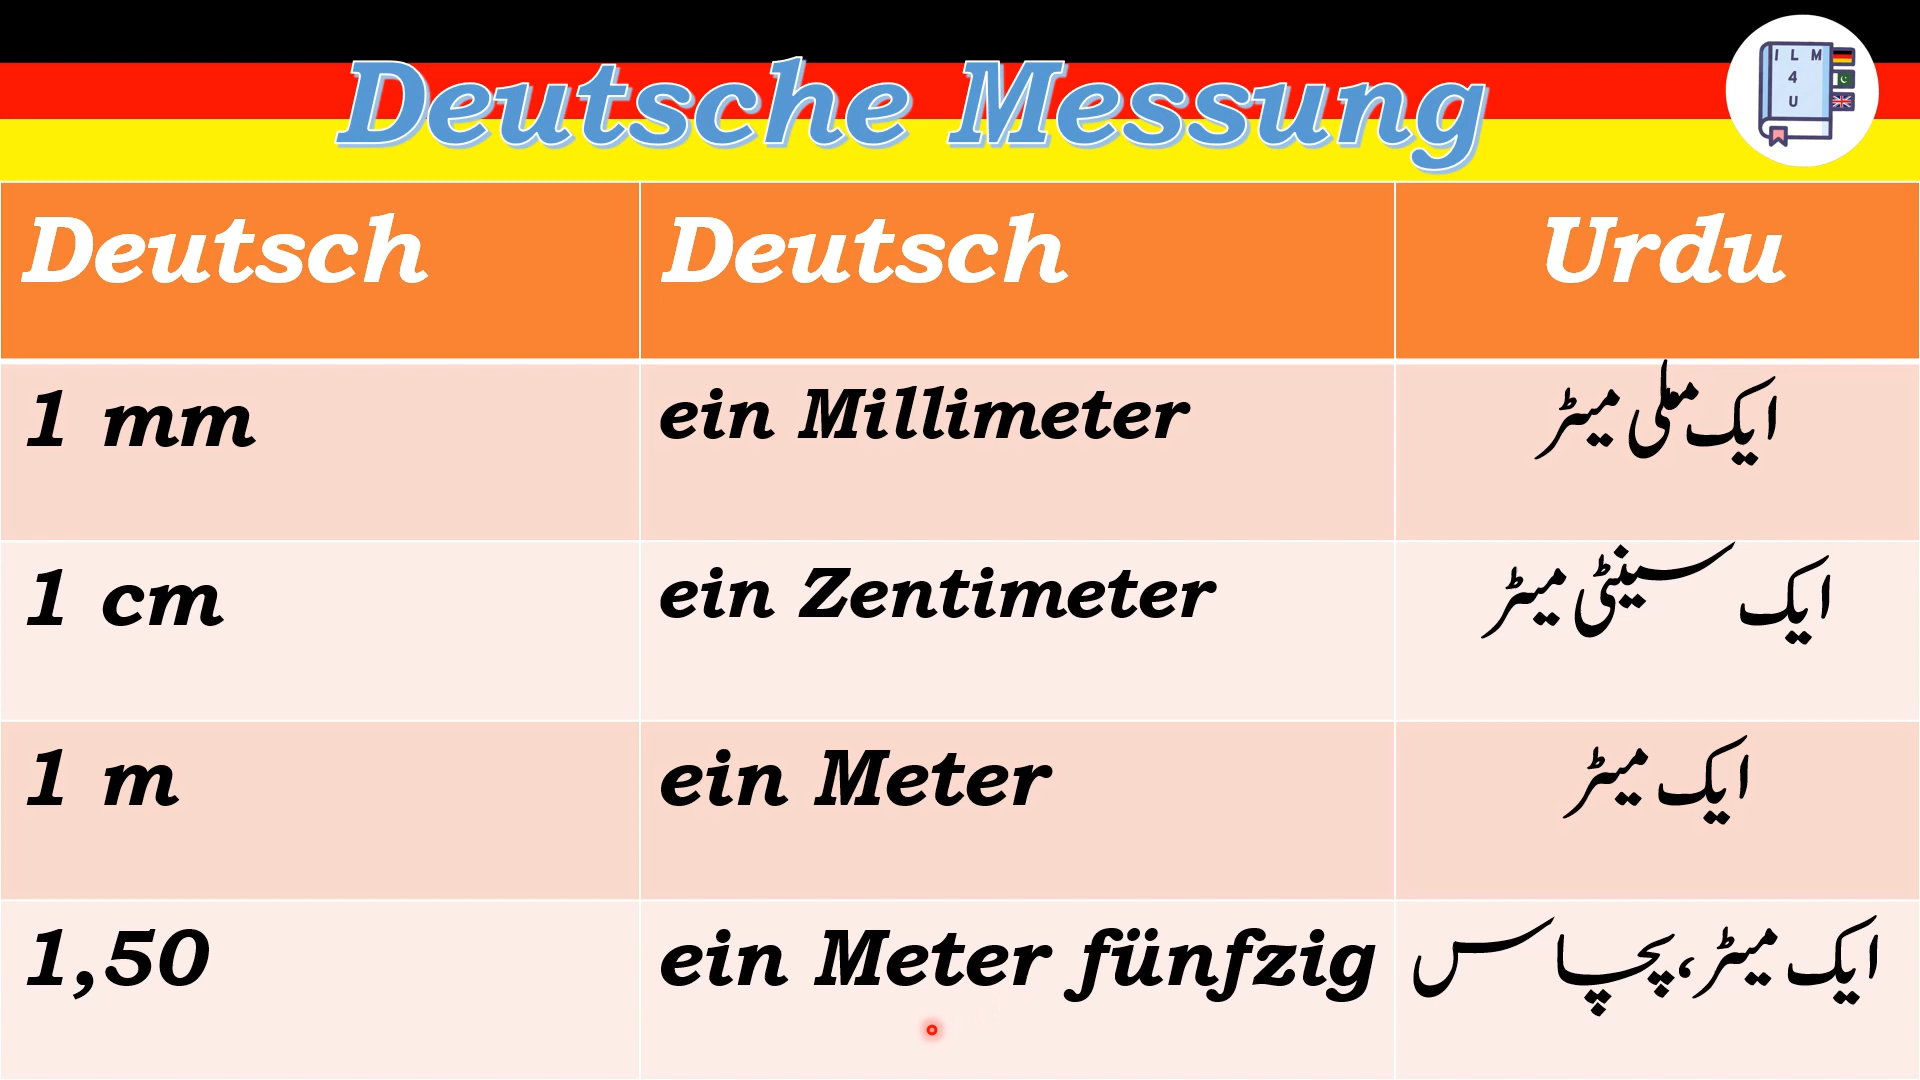 Deutsche Messung
I L M
4
U
Deutsch Deutsch Urdu
1 mm ein Millimeter ایک ملی میٹر
1 cm ein Zentimeter ایک سینٹی میٹر
1 m ein Meter ایک میٹر
1,50 ein Meter fünfzig ایک میٹر، پچاس